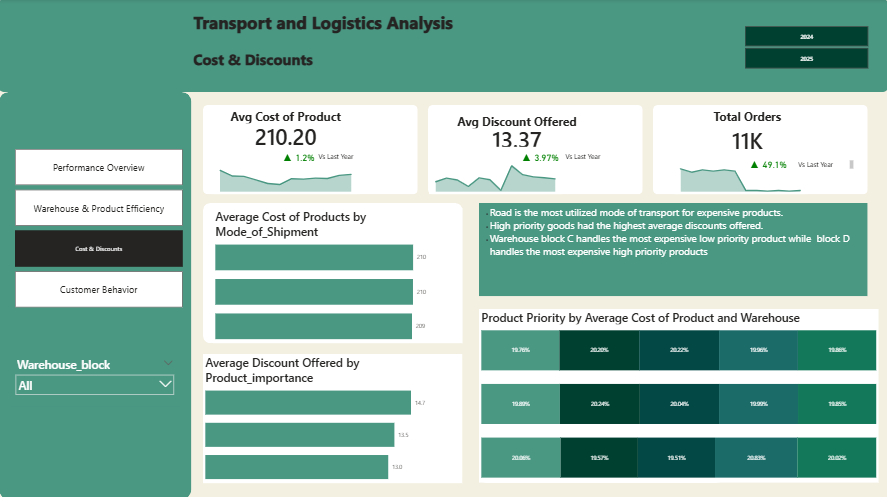 Transport and Logistics Analysis
Cost & Discounts
2024
2025
Performance Overview
Warehouse & Product Efficiency
Cost & Discounts
Customer Behavior
Warehouse_block
All
Avg Cost of Product
210.20
▲ 1.2% Vs Last Year
Avg Discount Offered
13.37
▲ 3.97% Vs Last Year
Total Orders
11K
▲ 49.1% Vs Last Year
Average Cost of Products by
Mode_of_Shipment
210
210
209
Average Discount Offered by
Product_importance
14.7
13.5
13.0
Road is the most utilized mode of transport for expensive products.
High priority goods had the highest average discounts offered.
Warehouse block C handles the most expensive low priority product while block D
handles the most expensive high priority products
Product Priority by Average Cost of Product and Warehouse
19.76% 20.20% 20.22% 19.96% 19.86%
19.89% 20.24% 20.04% 19.99% 19.85%
20.06% 19.57% 19.51% 20.83% 20.02%